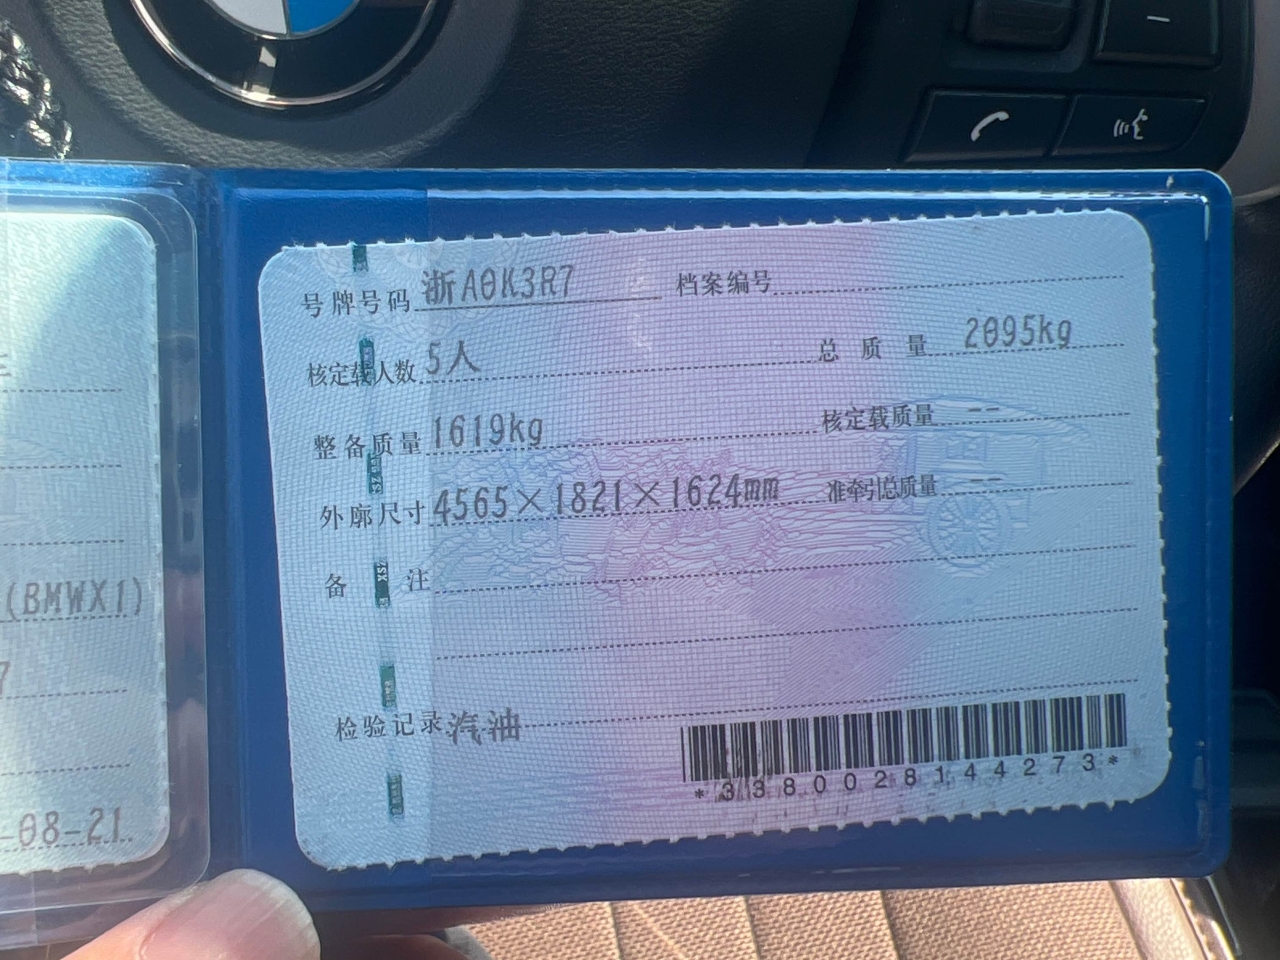 号牌号码 浙A0K3R7 档案编号
核定载人数 5人 总质量 2095kg
整备质量 1619kg 核定载质量 --
外廓尺寸 4565×1821×1624mm 准牵引总质量 --
备注
检验记录 汽油
*3380028144273*
(BMWX1)
7
-08-21